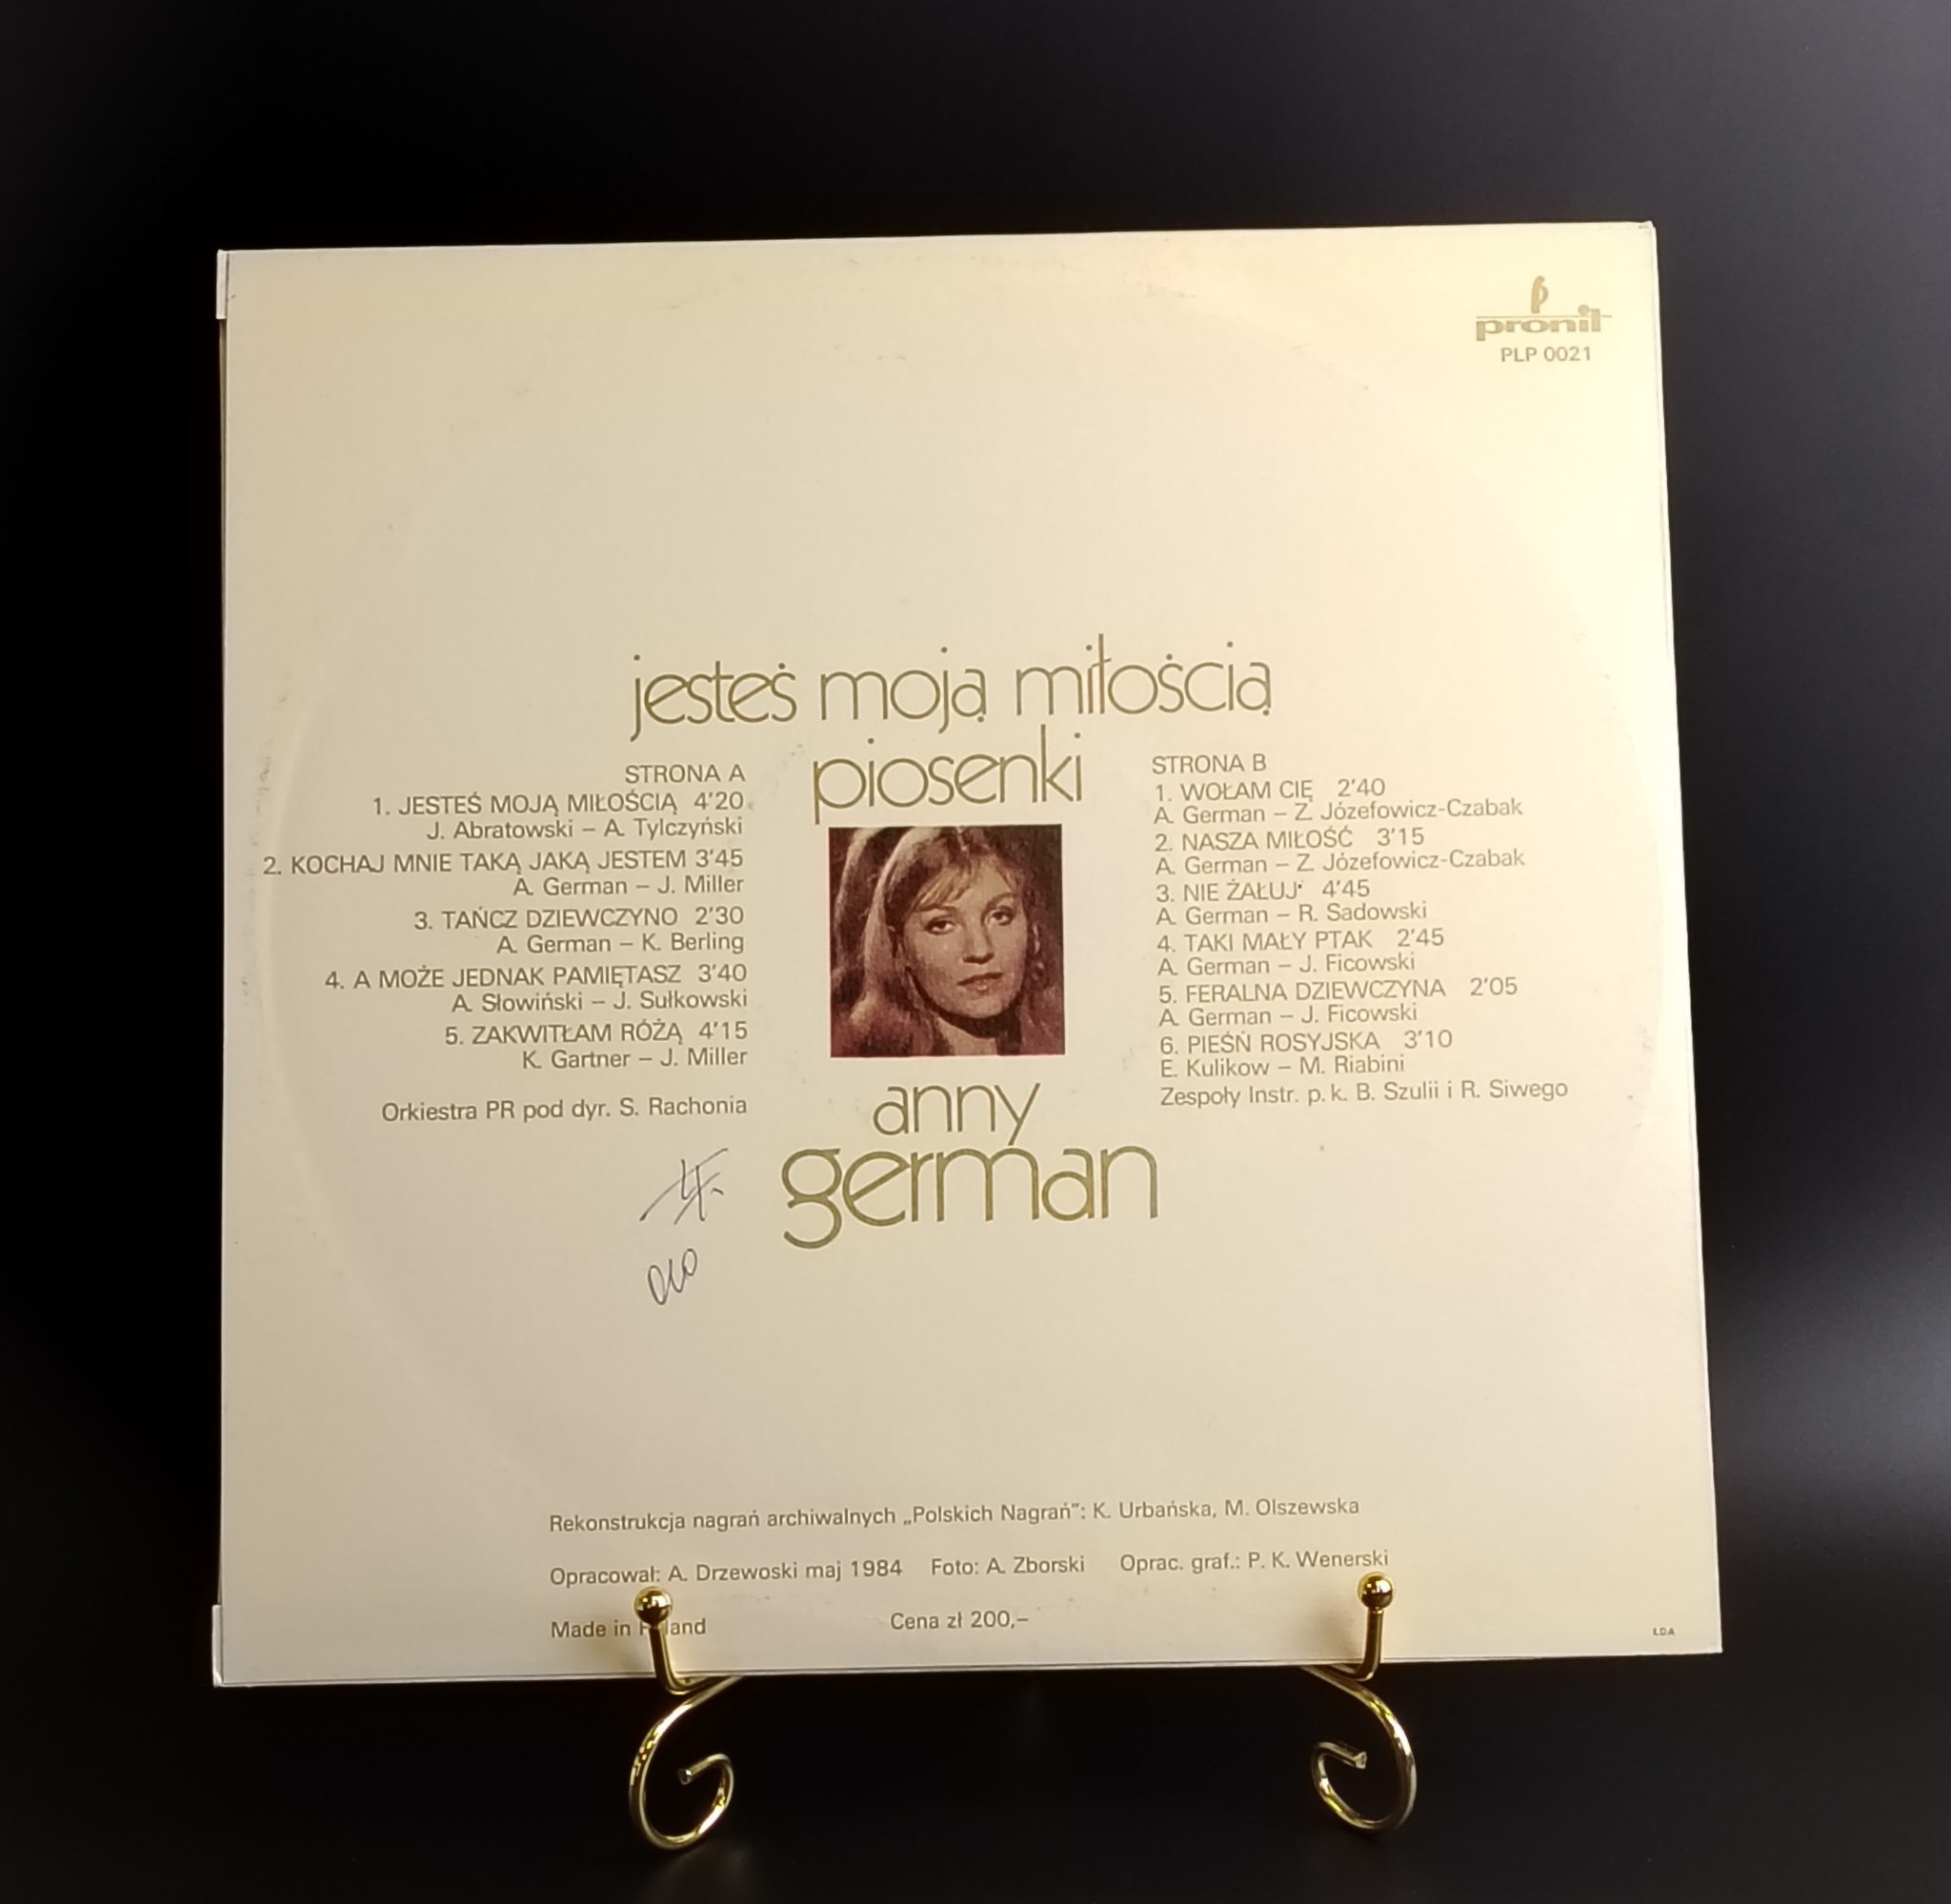 pronit
PLP 0021
jesteś moją miłością
piosenki
STRONA A
1. JESTEŚ MOJĄ MIŁOŚCIĄ 4'20
J. Abratowski – A. Tylczyński
2. KOCHAJ MNIE TAKĄ JAKĄ JESTEM 3'45
A. German – J. Miller
3. TAŃCZ DZIEWCZYNO 2'30
A. German – K. Berling
4. A MOŻE JEDNAK PAMIĘTASZ 3'40
A. Słowiński – J. Sułkowski
5. ZAKWITŁAM RÓŻĄ 4'15
K. Gartner – J. Miller
Orkiestra PR pod dyr. S. Rachonia
STRONA B
1. WOŁAM CIĘ 2'40
A. German – Z. Józefowicz-Czabak
2. NASZA MIŁOŚĆ 3'15
A. German – Z. Józefowicz-Czabak
3. NIE ŻAŁUJ 4'45
A. German – R. Sadowski
4. TAKI MAŁY PTAK 2'45
A. German – J. Ficowski
5. FERALNA DZIEWCZYNA 2'05
A. German – J. Ficowski
6. PIEŚŃ ROSYJSKA 3'10
E. Kulikow – M. Riabini
Zespoły Instr. p. k. B. Szulii i R. Siwego
anny
german
Rekonstrukcja nagrań archiwalnych „Polskich Nagrań”: K. Urbańska, M. Olszewska
Opracował: A. Drzewoski maj 1984 Foto: A. Zborski Oprac. graf.: P. K. Wenerski
Made in Cena zł 200,–
ŁDA